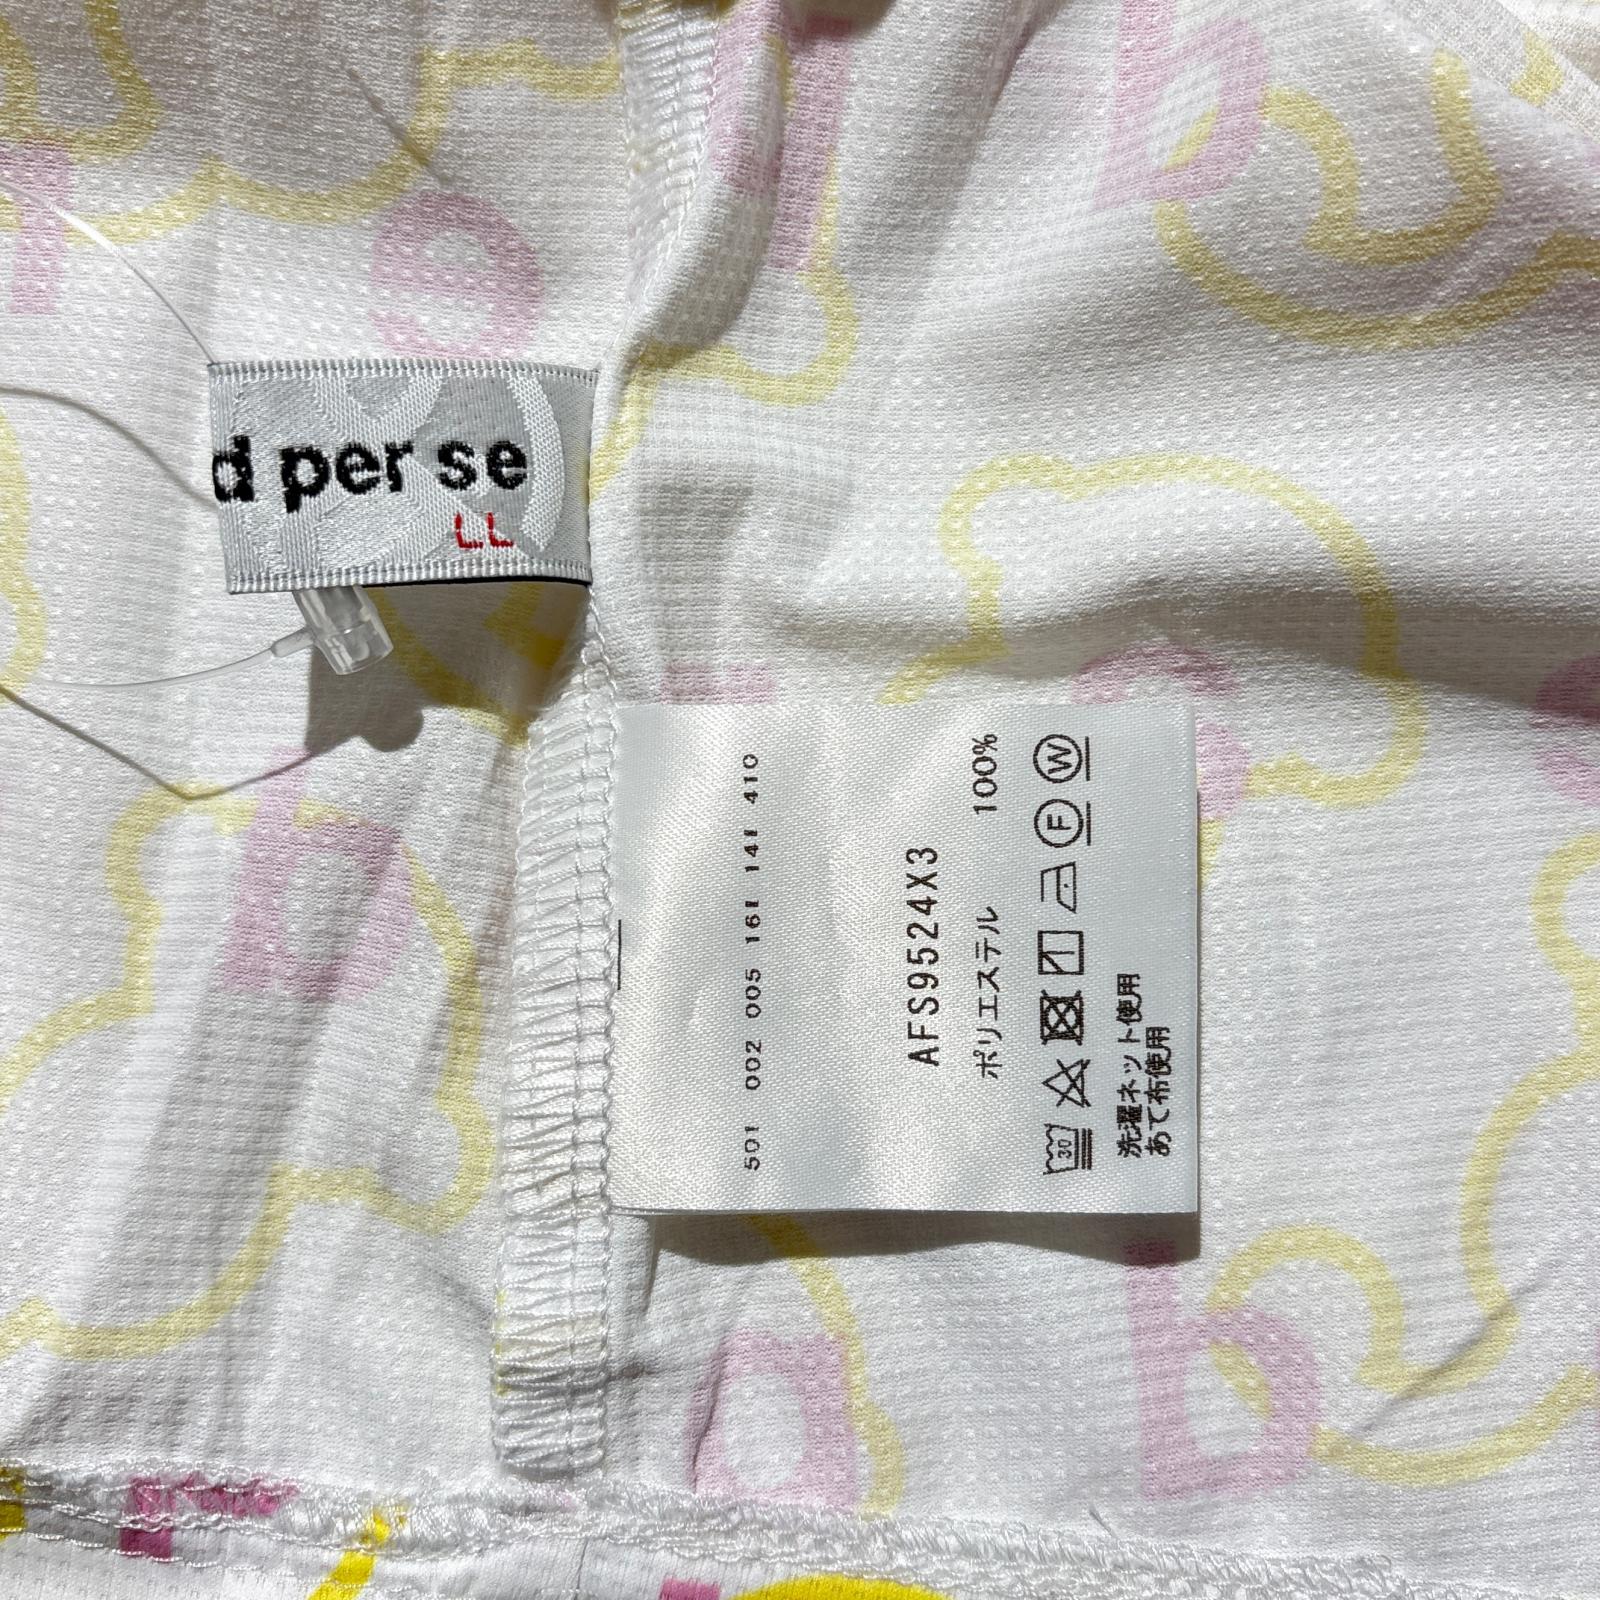 d per se
LL
501 002 005 161 141 410
AFS9524X3
ポリエステル 100%
30 F W
洗濯ネット使用
あて布使用